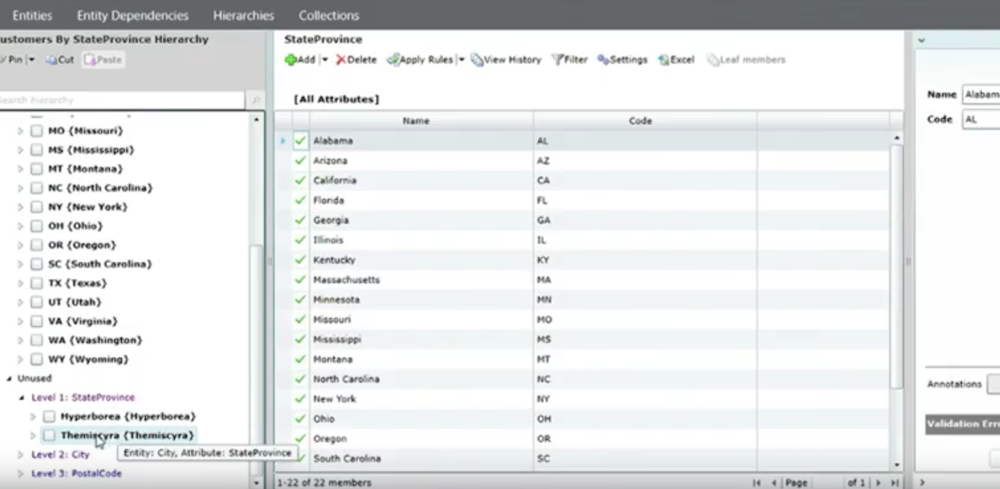 Entities Entity Dependencies Hierarchies Collections
ustomers By StateProvince Hierarchy
Pin Cut Paste
Search hierarchy
MO {Missouri}
MS {Mississippi}
MT {Montana}
NC {North Carolina}
NY {New York}
OH {Ohio}
OR {Oregon}
SC {South Carolina}
TX {Texas}
UT {Utah}
VA {Virginia}
WA {Washington}
WY {Wyoming}
Unused
Level 1: StateProvince
Hyperborea {Hyperborea}
Themiscyra {Themiscyra}
Entity: City, Attribute: StateProvince
Level 2: City
Level 3: PostalCode
StateProvince
Add Delete Apply Rules View History Filter Settings Excel Leaf members
[All Attributes]
Name Code
Alabama AL
Arizona AZ
California CA
Florida FL
Georgia GA
Illinois IL
Kentucky KY
Massachusetts MA
Minnesota MN
Missouri MO
Mississippi MS
Montana MT
North Carolina NC
New York NY
Ohio OH
Oregon OR
South Carolina SC
1-22 of 22 members Page of 1
Name Alabam
Code AL
Annotations
Validation Erro